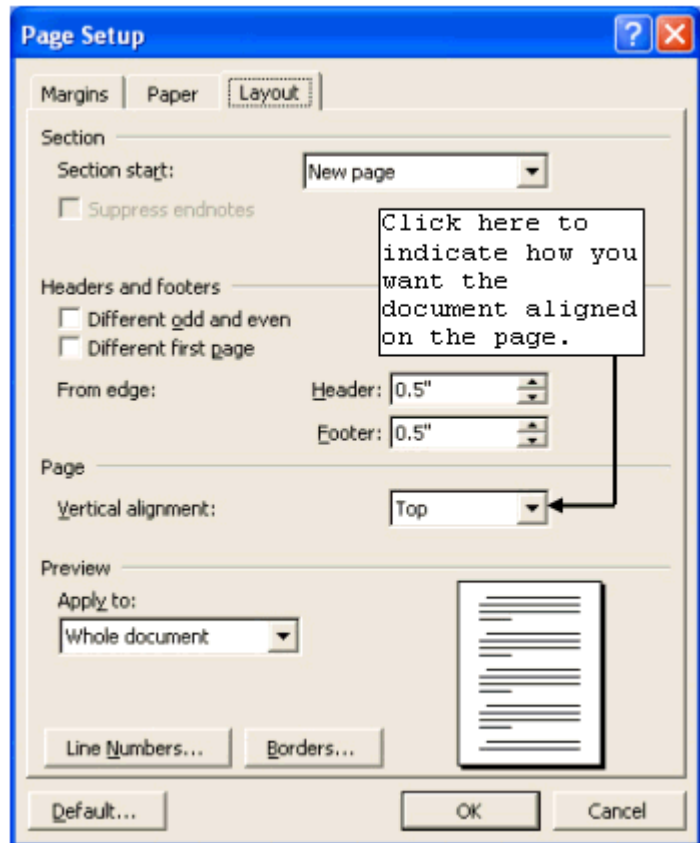 Page Setup
Margins Paper Layout
Section
Section start: New page
Suppress endnotes
Click here to
indicate how you
want the
document aligned
on the page.
Headers and footers
Different odd and even
Different first page
From edge: Header: 0.5"
Footer: 0.5"
Page
Vertical alignment: Top
Preview
Apply to:
Whole document
Line Numbers... Borders...
Default... OK Cancel